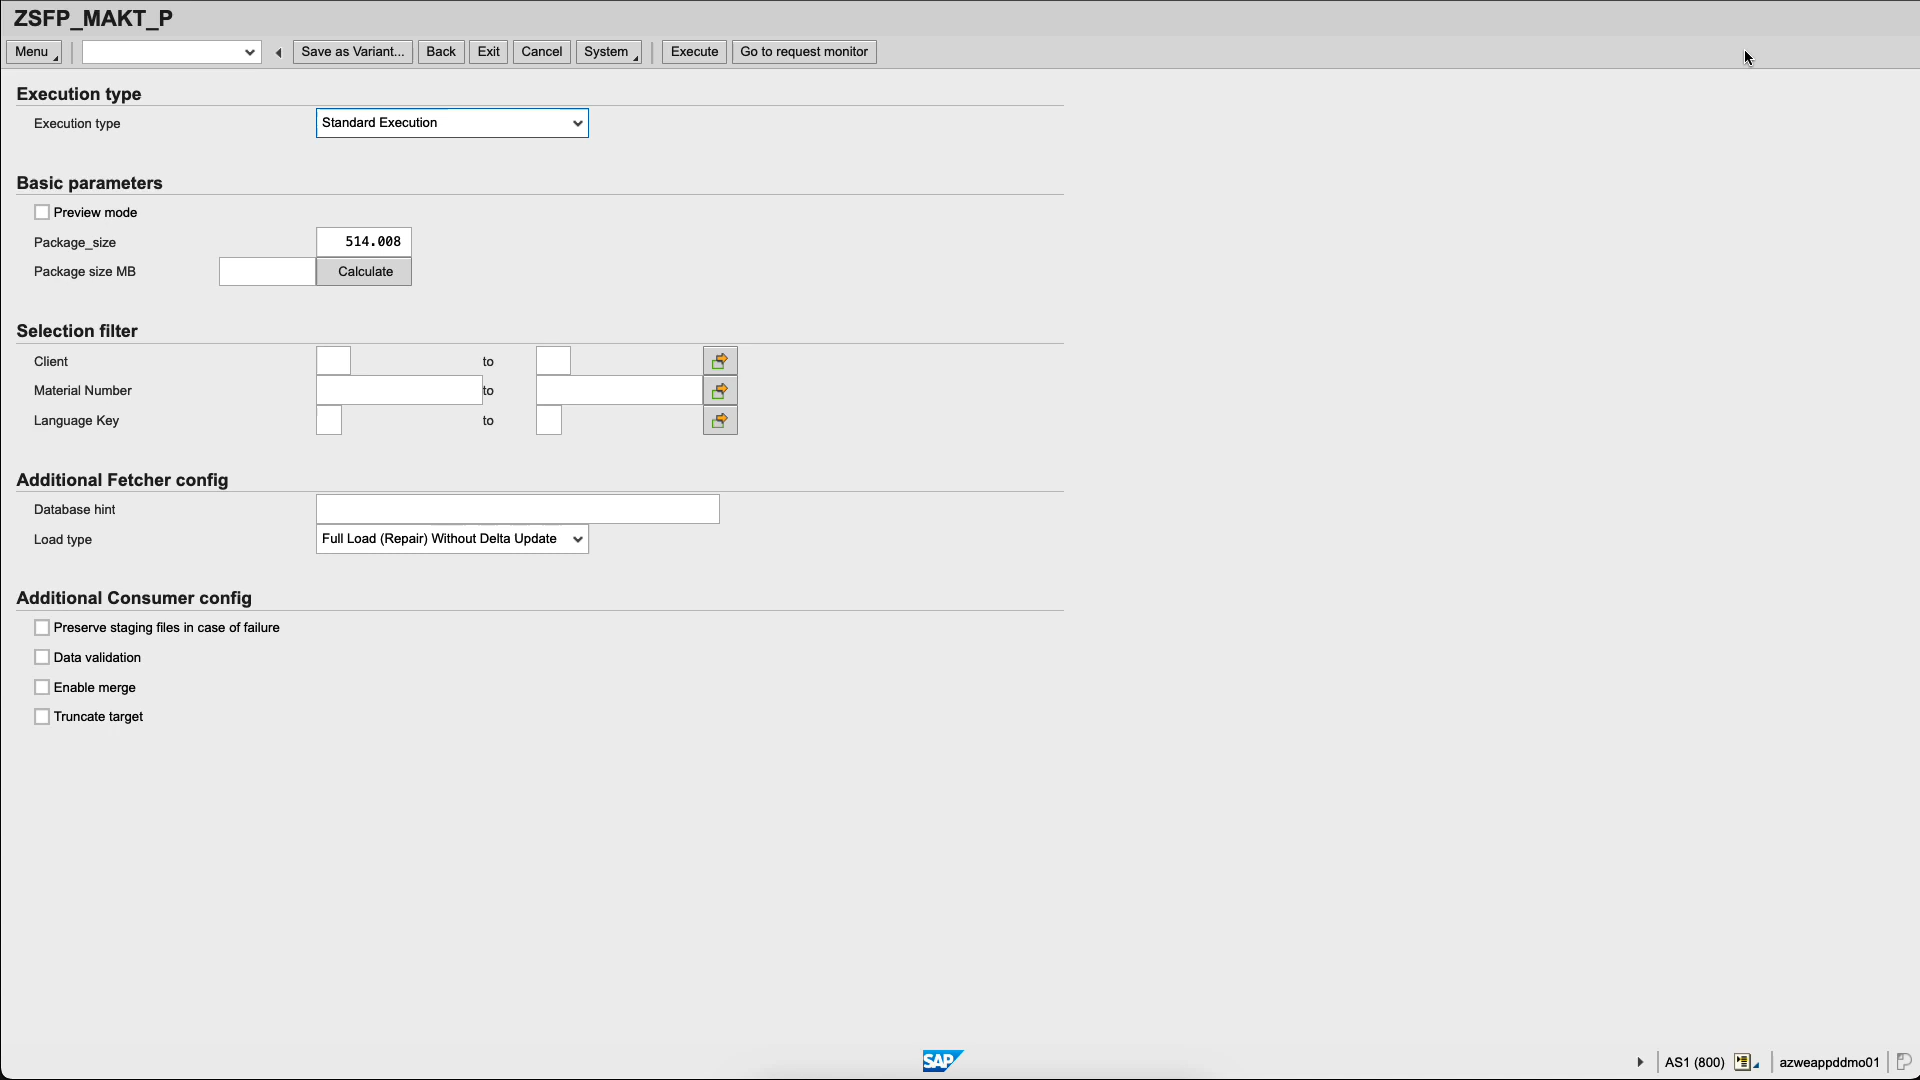 ZSFP_MAKT_P
Menu Save as Variant... Back Exit Cancel System Execute Go to request monitor
Execution type
Execution type Standard Execution
Basic parameters
Preview mode
Package_size 514.008
Package size MB Calculate
Selection filter
Client to
Material Number to
Language Key to
Additional Fetcher config
Database hint
Load type Full Load (Repair) Without Delta Update
Additional Consumer config
Preserve staging files in case of failure
Data validation
Enable merge
Truncate target
SAP AS1 (800) azweappddmo01